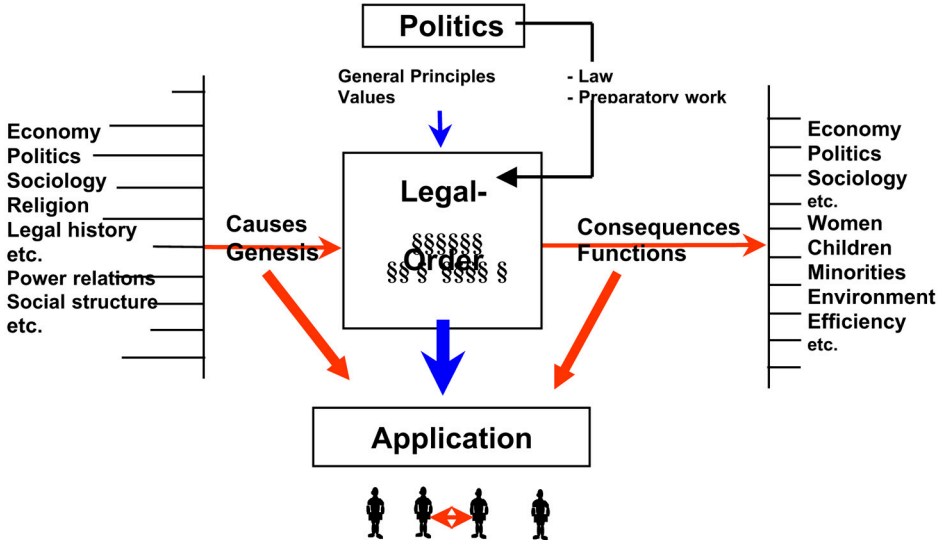 Politics
General Principles
Values
- Law
- Preparatory work
Economy
Politics
Sociology
Religion
Legal history
etc.
Power relations
Social structure
etc.
Causes
Genesis
Legal-
§§§§§§
Order
§§ § §§§§ §
Consequences
Functions
Economy
Politics
Sociology
etc.
Women
Children
Minorities
Environment
Efficiency
etc.
Application